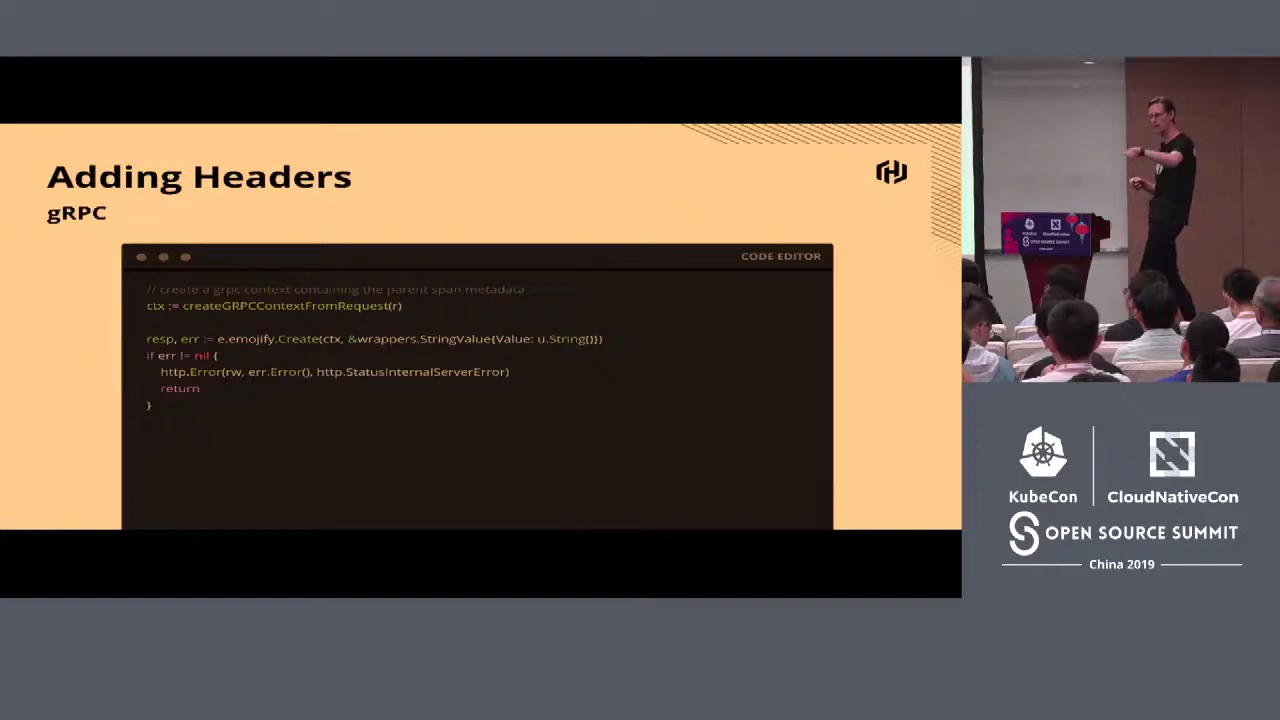 Adding Headers
gRPC
CODE EDITOR
// create a grpc context containing the parent span metadata
ctx := createGRPCContextFromRequest(r)
resp, err := e.emojify.Create(ctx, &wrappers.StringValue{Value: u.String()})
if err != nil {
http.Error(rw, err.Error(), http.StatusInternalServerError)
return
}
KubeCon
CloudNativeCon
OPEN SOURCE SUMMIT
China 2019